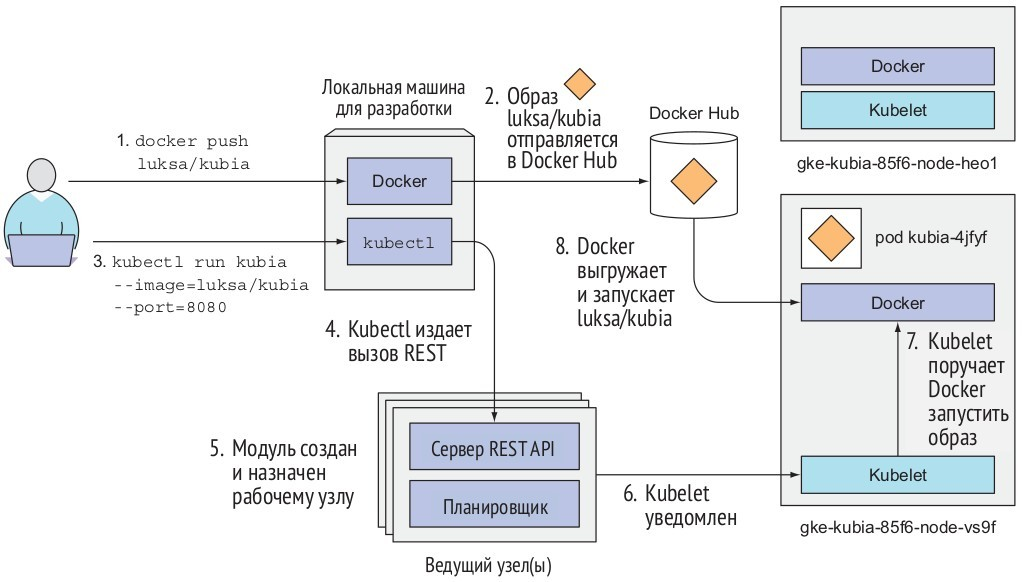 Локальная машина
для разработки
1. docker push
luksa/kubia
Docker
kubectl
3. kubectl run kubia
--image=luksa/kubia
--port=8080
2. Образ
luksa/kubia
отправляется
в Docker Hub
Docker Hub
4. Kubectl издает
вызов REST
5. Модуль создан
и назначен
рабочему узлу
Сервер REST API
Планировщик
Ведущий узел(ы)
6. Kubelet
уведомлен
8. Docker
выгружает
и запускает
luksa/kubia
Docker
Kubelet
gke-kubia-85f6-node-heo1
pod kubia-4jfyf
Docker
7. Kubelet
поручает
Docker
запустить
образ
Kubelet
gke-kubia-85f6-node-vs9f